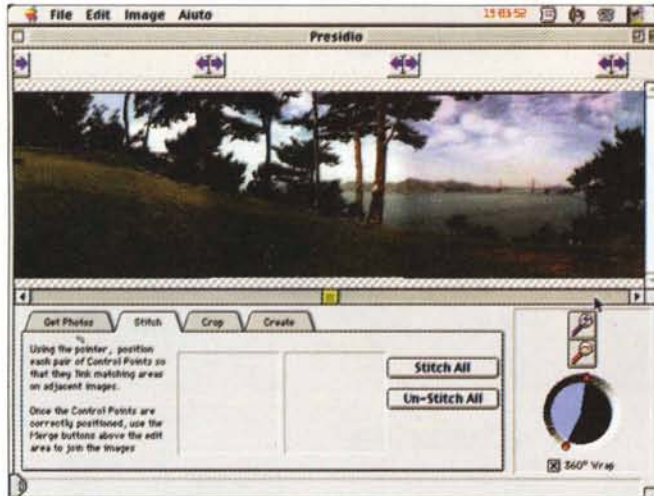 File Edit Image Aiuto
Presidio
Get Photos Stitch Crop Create
Using the pointer, position
each pair of Control Points so
that they link matching areas
on adjacent images.
Once the Control Points are
correctly positioned, use the
Merge buttons above the edit
area to join the images
Stitch All
Un-Stitch All
360° Wrap